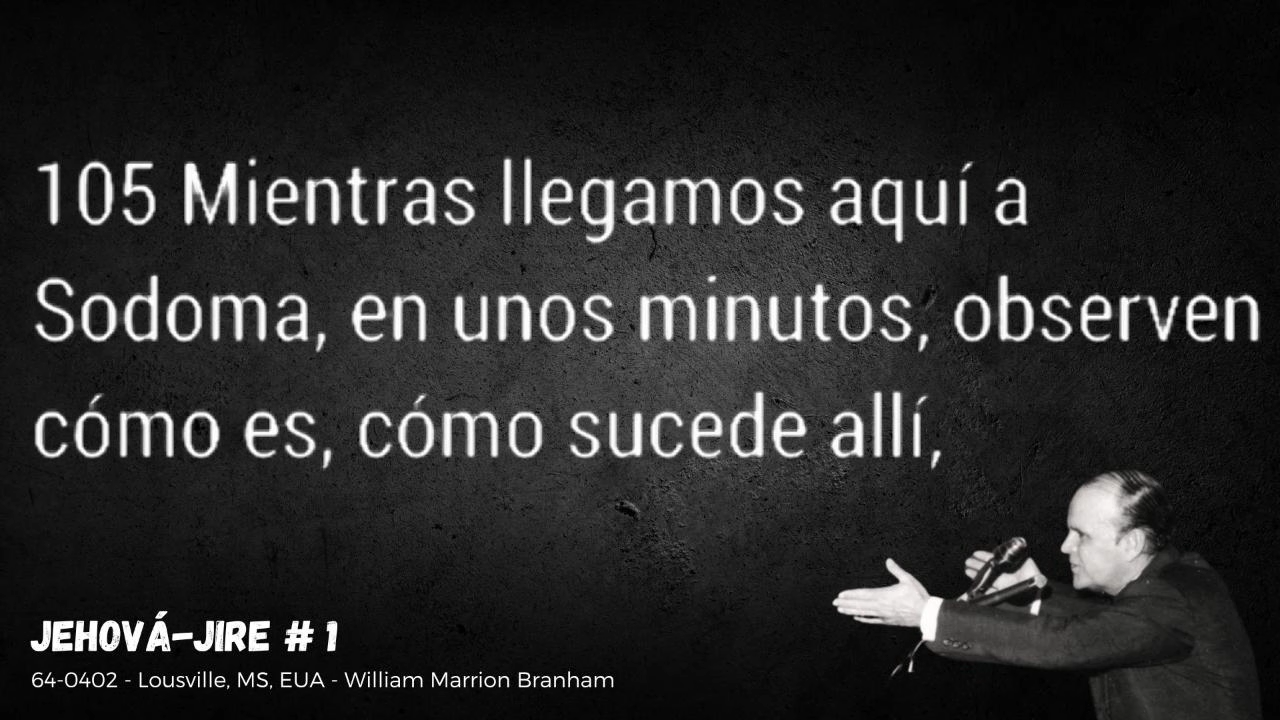 105 Mientras llegamos aquí a
Sodoma, en unos minutos, observen
cómo es, cómo sucede allí,
JEHOVÁ-JIRE # 1
64-0402 - Lousville, MS, EUA - William Marrion Branham